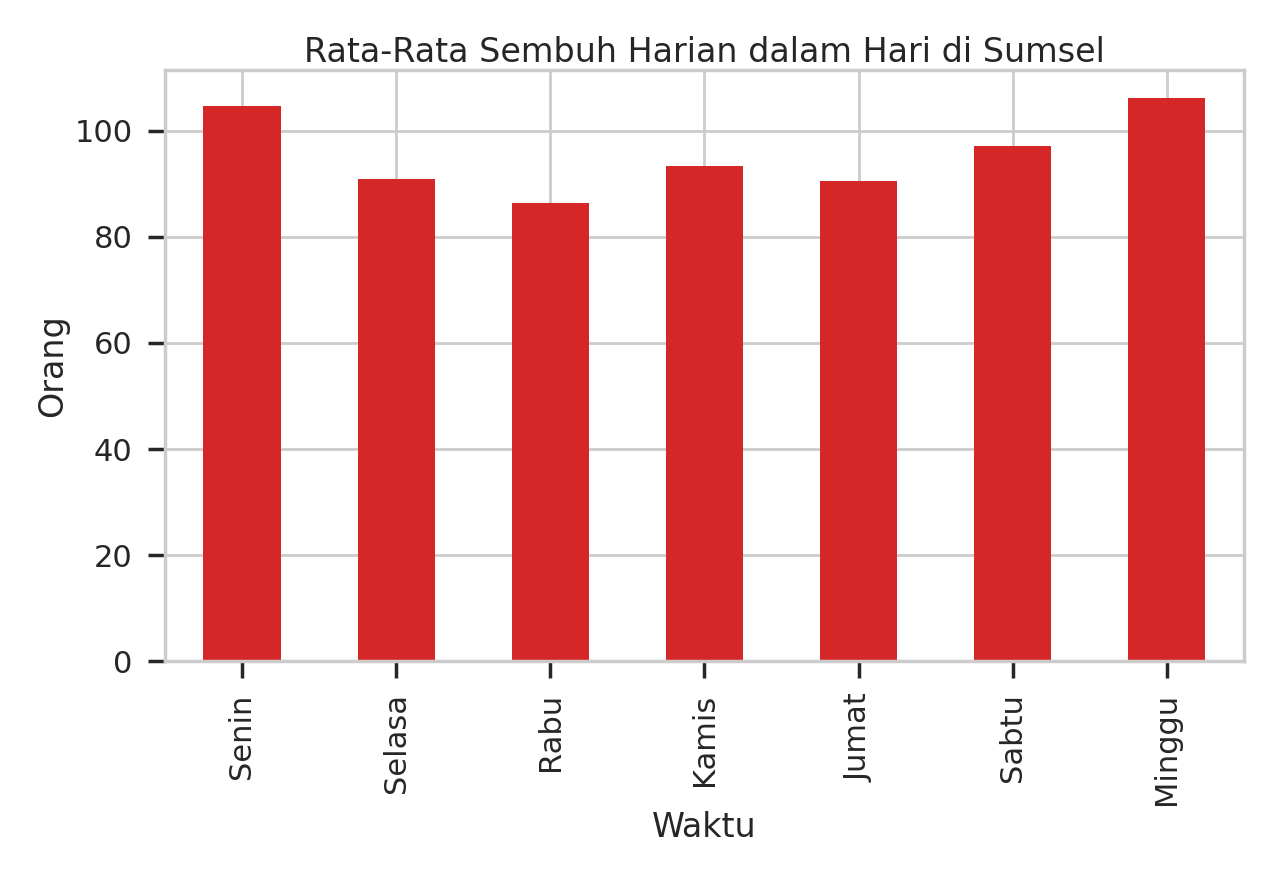 Rata-Rata Sembuh Harian dalam Hari di Sumsel
100
80
60
40
20
0
Orang
Senin
Selasa
Rabu
Kamis
Jumat
Sabtu
Minggu
Waktu